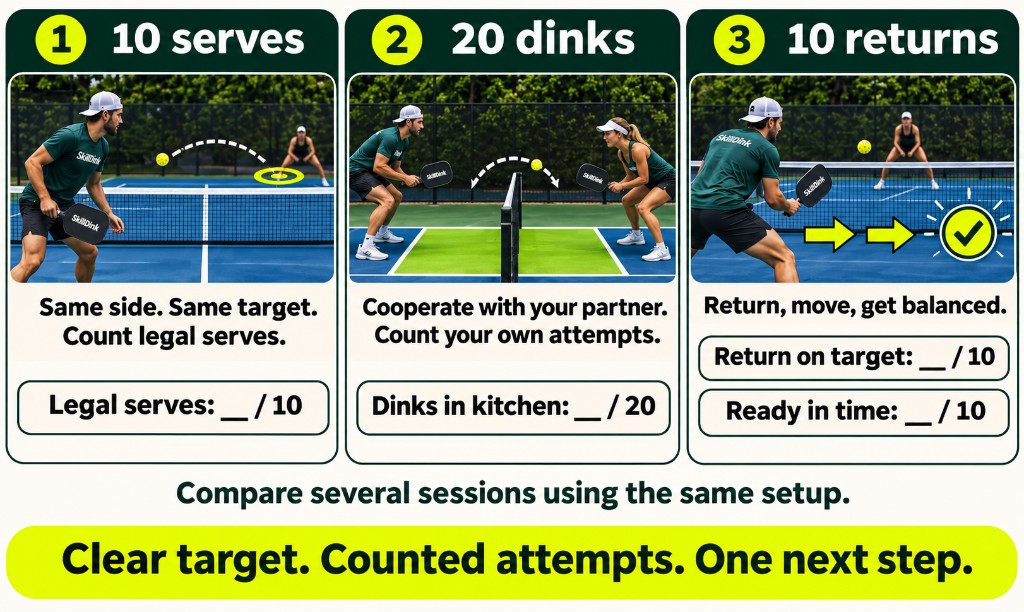 1 10 serves
SkillDink
SkillDink
Same side. Same target.
Count legal serves.
Legal serves: __ / 10
2 20 dinks
SkillDink
SkillDink
Cooperate with your partner.
Count your own attempts.
Dinks in kitchen: __ / 20
3 10 returns
SkillDink
SkillDink
Return, move, get balanced.
Return on target: __ / 10
Ready in time: __ / 10
Compare several sessions using the same setup.
Clear target. Counted attempts. One next step.